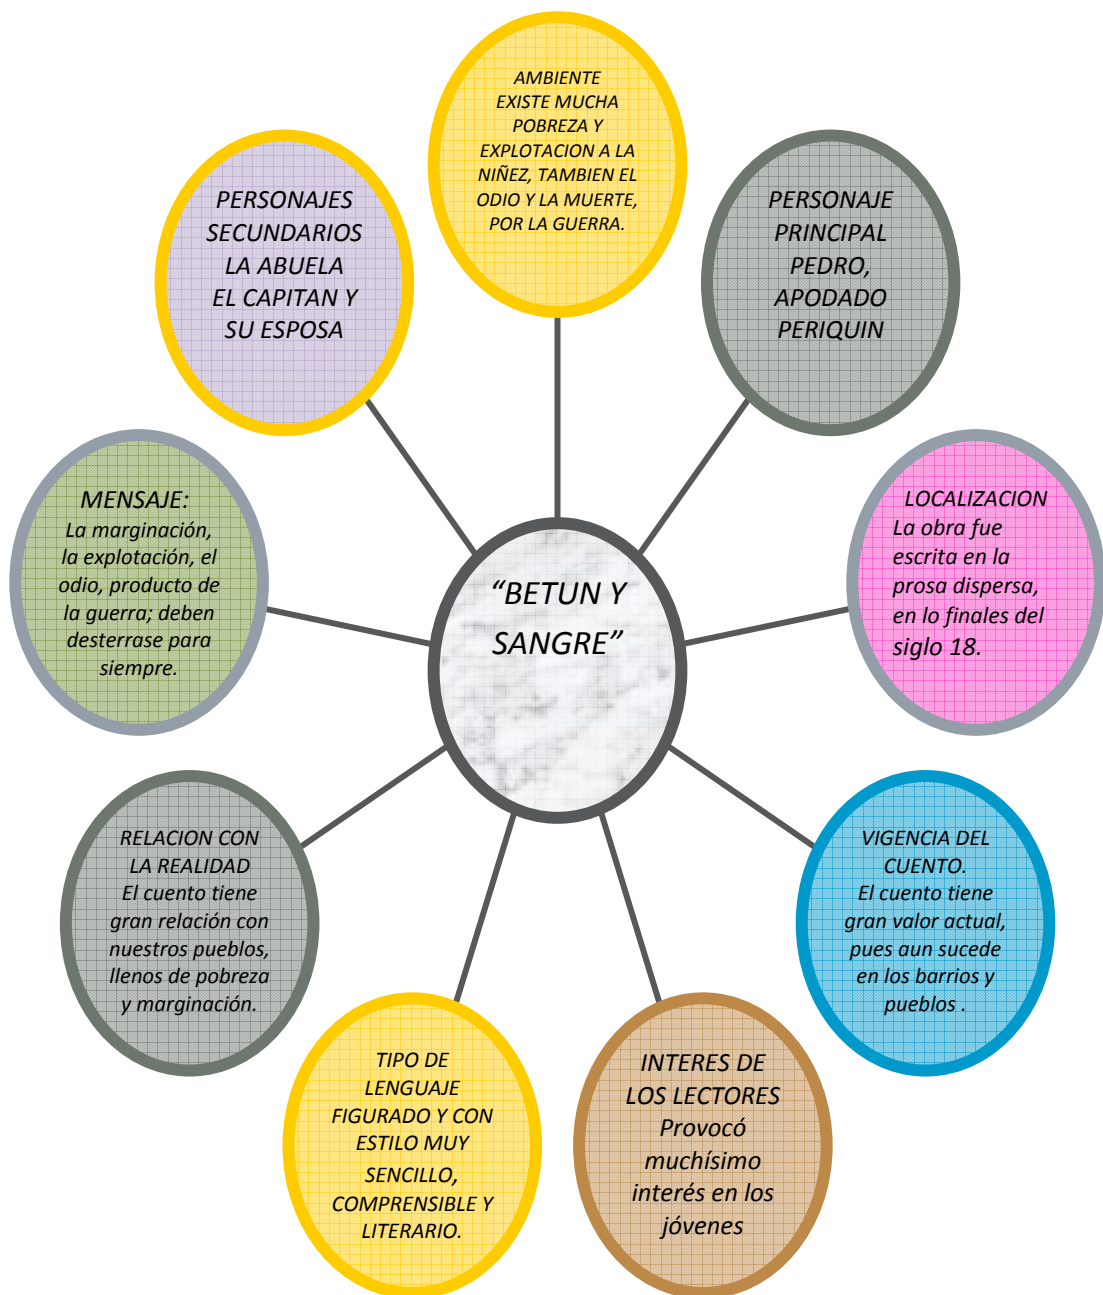 AMBIENTE
EXISTE MUCHA
POBREZA Y
EXPLOTACION A LA
NIÑEZ, TAMBIEN EL
ODIO Y LA MUERTE,
POR LA GUERRA.
PERSONAJES
SECUNDARIOS
LA ABUELA
EL CAPITAN Y
SU ESPOSA
PERSONAJE
PRINCIPAL
PEDRO,
APODADO
PERIQUIN
MENSAJE:
La marginación,
la explotación, el
odio, producto de
la guerra; deben
desterrase para
siempre.
“BETUN Y
SANGRE”
LOCALIZACION
La obra fue
escrita en la
prosa dispersa,
en lo finales del
siglo 18.
RELACION CON
LA REALIDAD
El cuento tiene
gran relación con
nuestros pueblos,
llenos de pobreza
y marginación.
VIGENCIA DEL
CUENTO.
El cuento tiene
gran valor actual,
pues aun sucede
en los barrios y
pueblos .
TIPO DE
LENGUAJE
FIGURADO Y CON
ESTILO MUY
SENCILLO,
COMPRENSIBLE Y
LITERARIO.
INTERES DE
LOS LECTORES
Provocó
muchísimo
interés en los
jóvenes